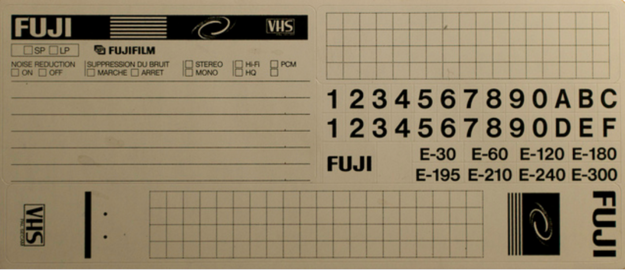 FUJI VHS
SP LP FUJIFILM
NOISE REDUCTION SUPPRESSION DU BRUIT STEREO Hi-Fi PCM
ON OFF MARCHE ARRET MONO HQ
1 2 3 4 5 6 7 8 9 0 A B C
1 2 3 4 5 6 7 8 9 0 D E F
FUJI E-30 E-60 E-120 E-180
E-195 E-210 E-240 E-300
VHS
FUJI